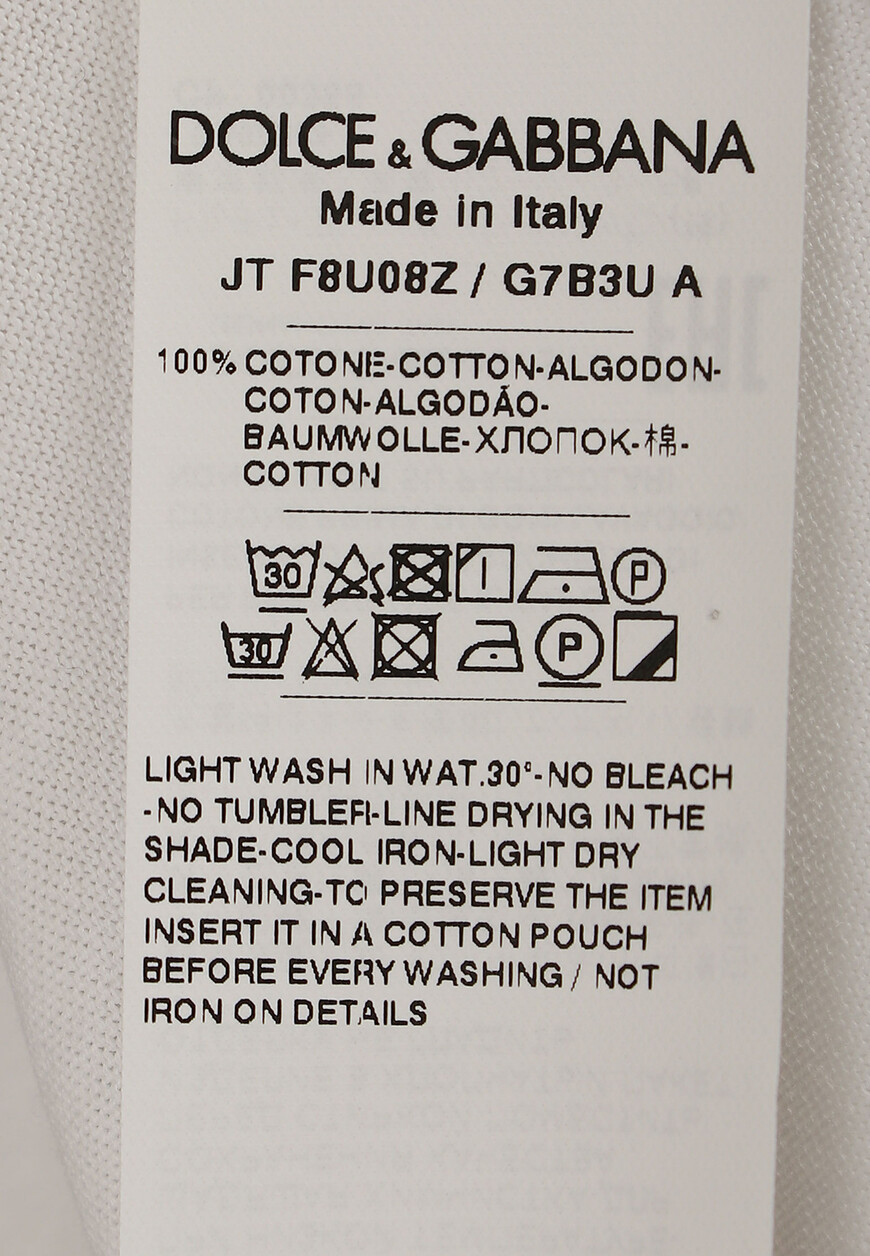 DOLCE & GABBANA
Made in Italy
JT F8U08Z / G7B3U A
100% COTONE-COTTON-ALGODON-
COTON-ALGODÃO-
BAUMWOLLE-ХЛОПОК-棉-
COTTON
30 P
30 P
LIGHT WASH IN WAT.30°-NO BLEACH
-NO TUMBLER-LINE DRYING IN THE
SHADE-COOL IRON-LIGHT DRY
CLEANING-TO PRESERVE THE ITEM
INSERT IT IN A COTTON POUCH
BEFORE EVERY WASHING / NOT
IRON ON DETAILS